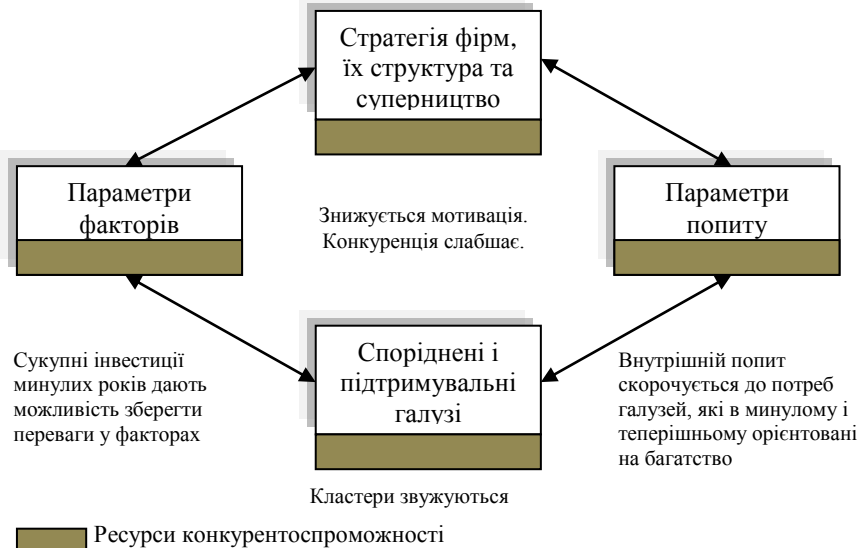 Стратегія фірм,
їх структура та
суперництво
Параметри
факторів
Знижується мотивація.
Конкуренція слабшає.
Параметри
попиту
Сукупні інвестиції
минулих років дають
можливість зберегти
переваги у факторах
Споріднені і
підтримувальні
галузі
Внутрішній попит
скорочується до потреб
галузей, які в минулому і
теперішньому орієнтовані
на багатство
Кластери звужуються
Ресурси конкурентоспроможності